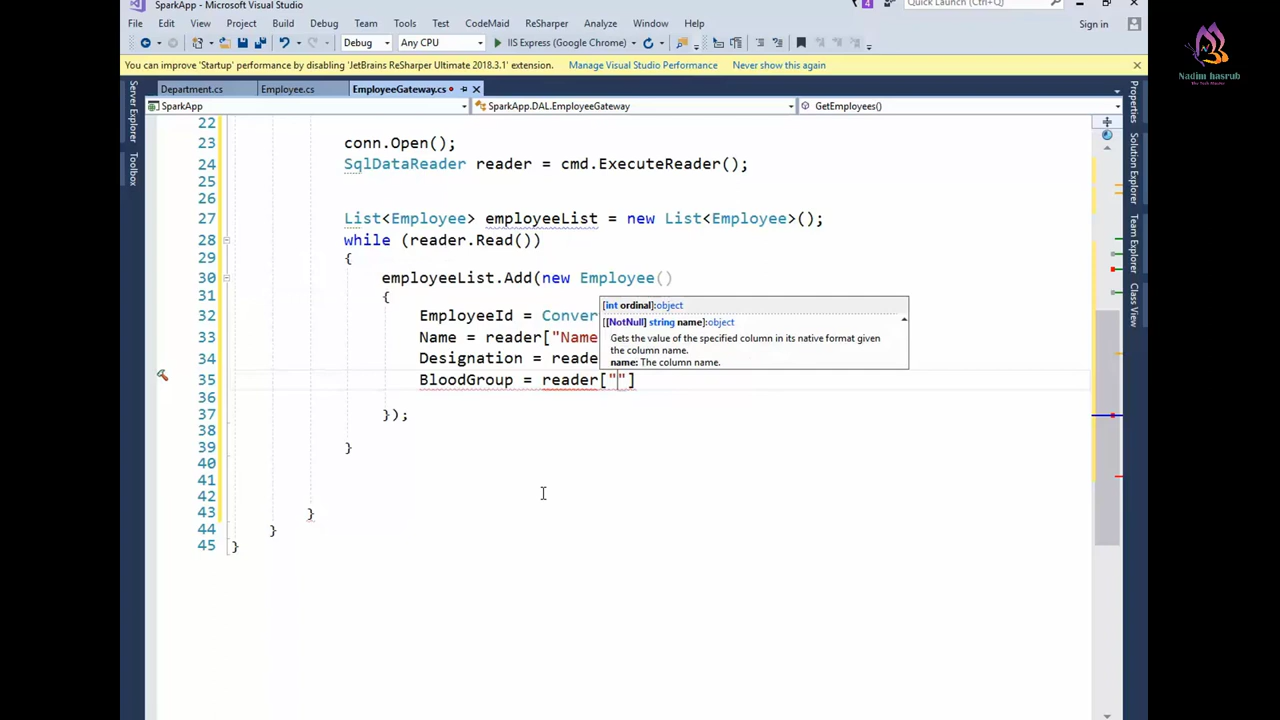 SparkApp - Microsoft Visual Studio
4
Quick Launch (Ctrl+Q)
File Edit View Project Build Debug Team Tools Test CodeMaid ReSharper Analyze Window Help
Sign in
Debug Any CPU IIS Express (Google Chrome)
You can improve 'Startup' performance by disabling 'JetBrains ReSharper Ultimate 2018.3.1' extension. Manage Visual Studio Performance Never show this again
Department.cs Employee.cs EmployeeGateway.cs
SparkApp SparkApp.DAL.EmployeeGateway GetEmployees()
Server Explorer
Toolbox
22
23 conn.Open();
24 SqlDataReader reader = cmd.ExecuteReader();
25
26
27 List<Employee> employeeList = new List<Employee>();
28 while (reader.Read())
29 {
30 employeeList.Add(new Employee()
31 {
32 EmployeeId = Conver
33 Name = reader["Name
34 Designation = reade
35 BloodGroup = reader[""]
36
37 });
38
39 }
40
41
42
43 }
44 }
45 }
[int ordinal]:object
[[NotNull] string name]:object
Gets the value of the specified column in its native format given
the column name.
name: The column name.
Properties
Solution Explorer
Team Explorer
Class View
Nadim hasrub